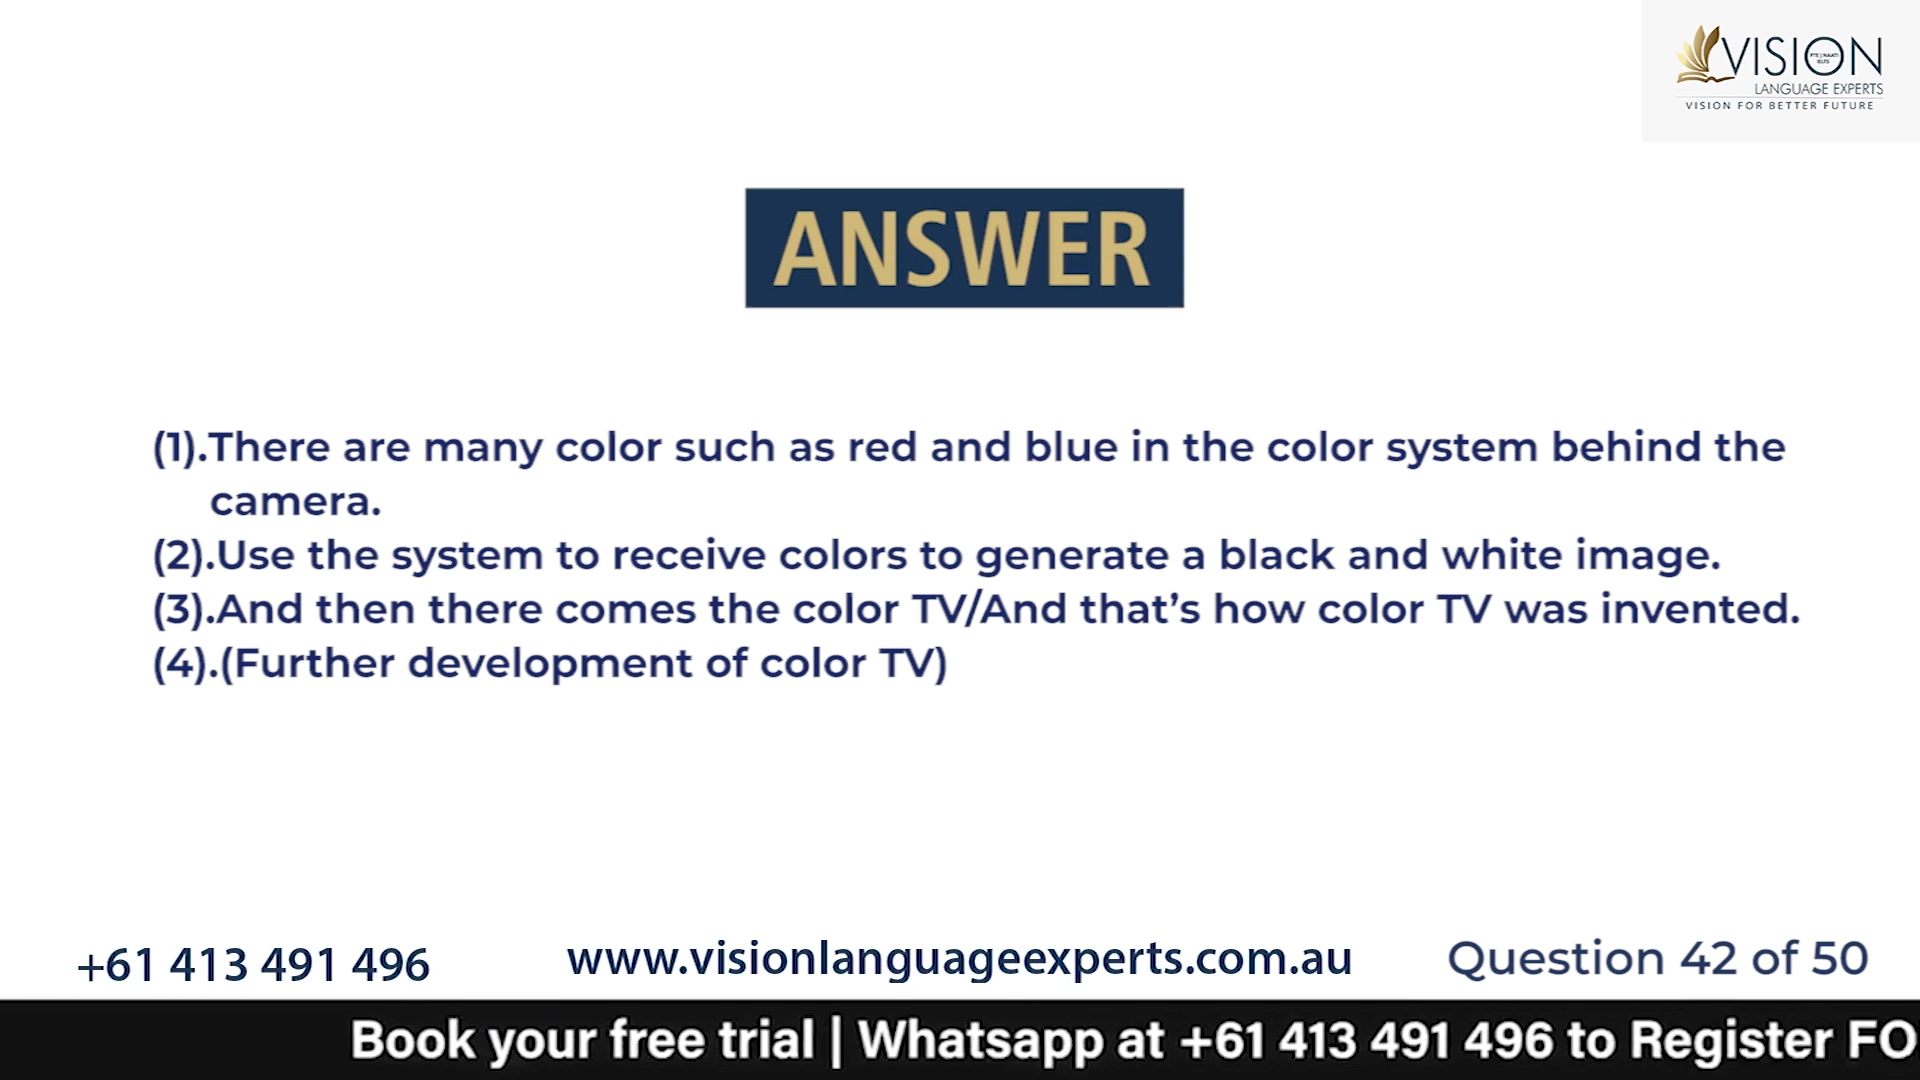 VISION
LANGUAGE EXPERTS
VISION FOR BETTER FUTURE
ANSWER
(1).There are many color such as red and blue in the color system behind the
camera.
(2).Use the system to receive colors to generate a black and white image.
(3).And then there comes the color TV/And that's how color TV was invented.
(4).(Further development of color TV)
+61 413 491 496
www.visionlanguageexperts.com.au
Question 42 of 50
Book your free trial | Whatsapp at +61 413 491 496 to Register FO